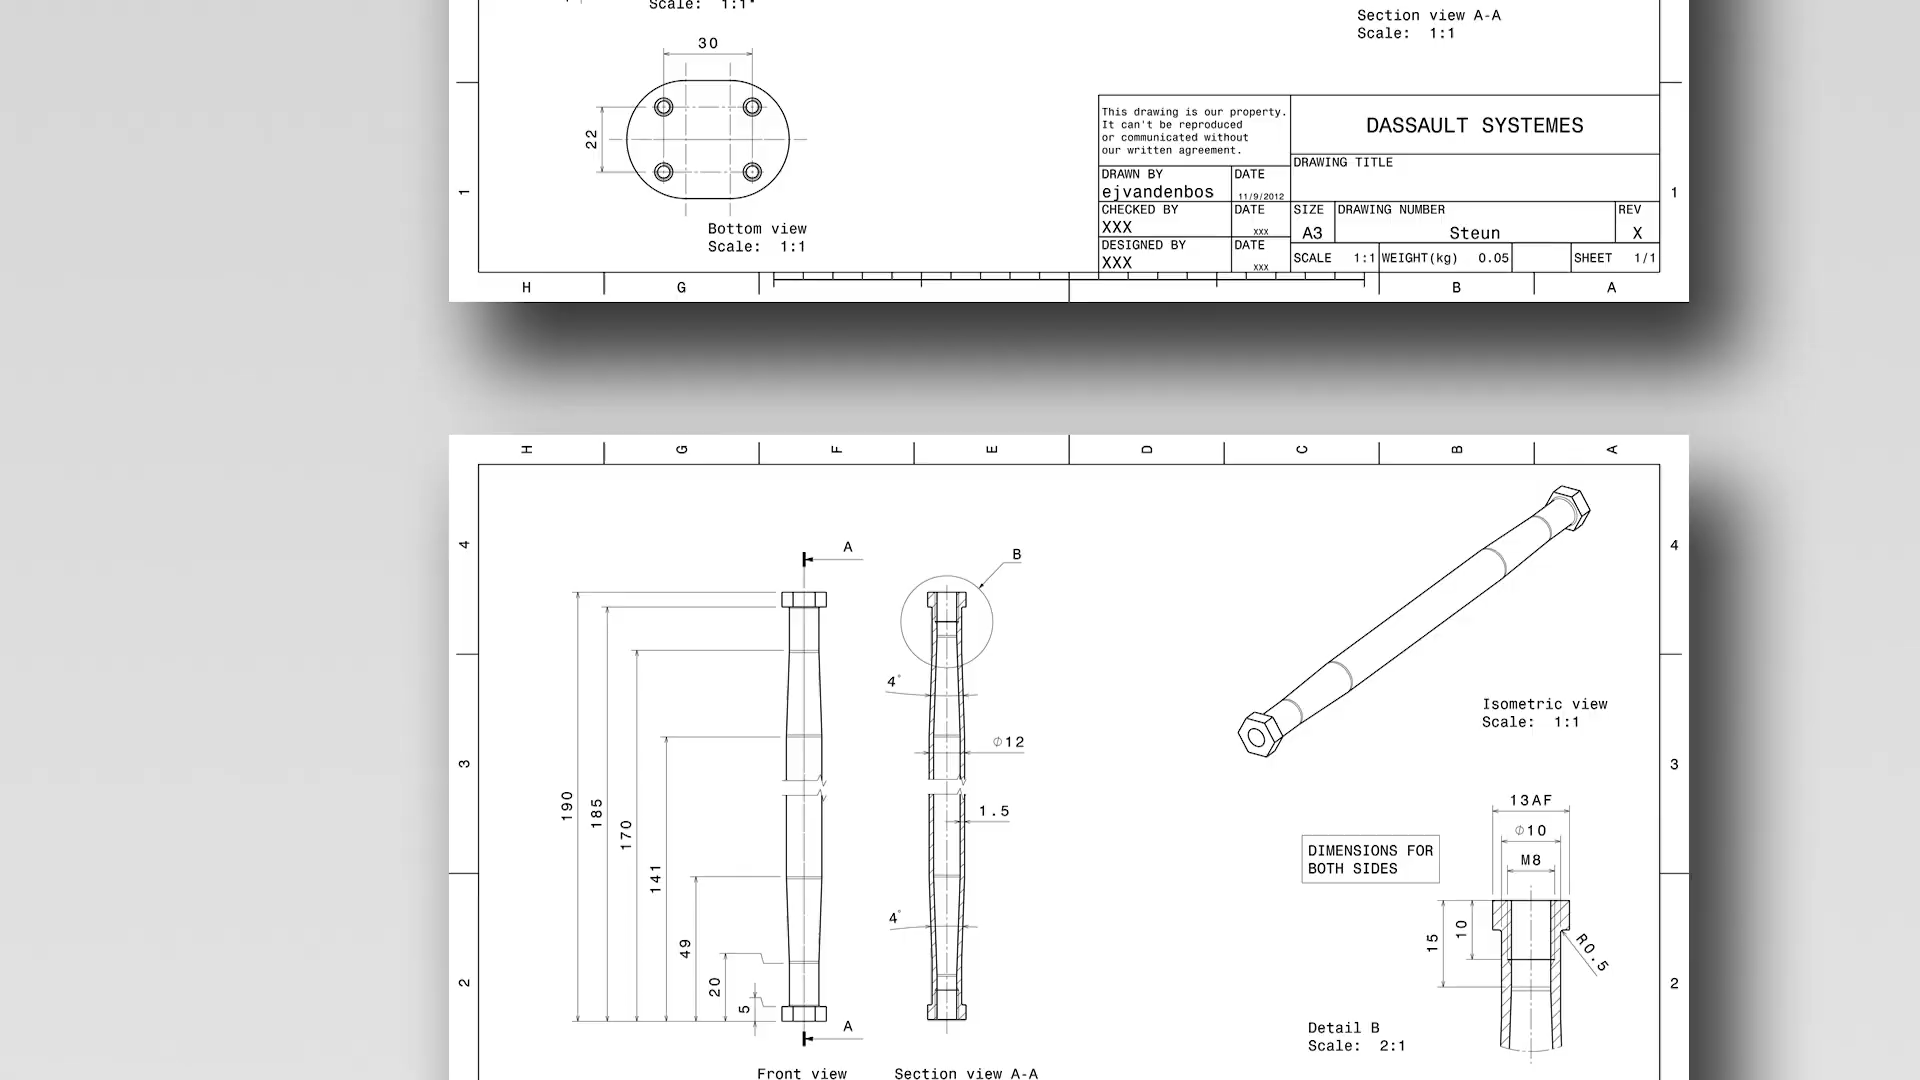 Scale: 1:1
Section view A-A
Scale: 1:1
30
22
1
Bottom view
Scale: 1:1
This drawing is our property.
It can't be reproduced
or communicated without
our written agreement.
DASSAULT SYSTEMES
DRAWING TITLE
DRAWN BY
ejvandenbos
DATE
11/9/2012
CHECKED BY
XXX
DATE
XXX
DESIGNED BY
XXX
DATE
XXX
SIZE
A3
DRAWING NUMBER
Steun
REV
X
SCALE 1:1
WEIGHT(kg) 0.05
SHEET 1/1
1
H G B A
H G F E D C B A
4
4
A
B
4°
Ø12
190
185
170
141
49
20
5
1.5
4°
A
3
3
Isometric view
Scale: 1:1
13AF
Ø10
M8
DIMENSIONS FOR
BOTH SIDES
15
10
R0.5
2
2
Detail B
Scale: 2:1
Front view
Section view A-A